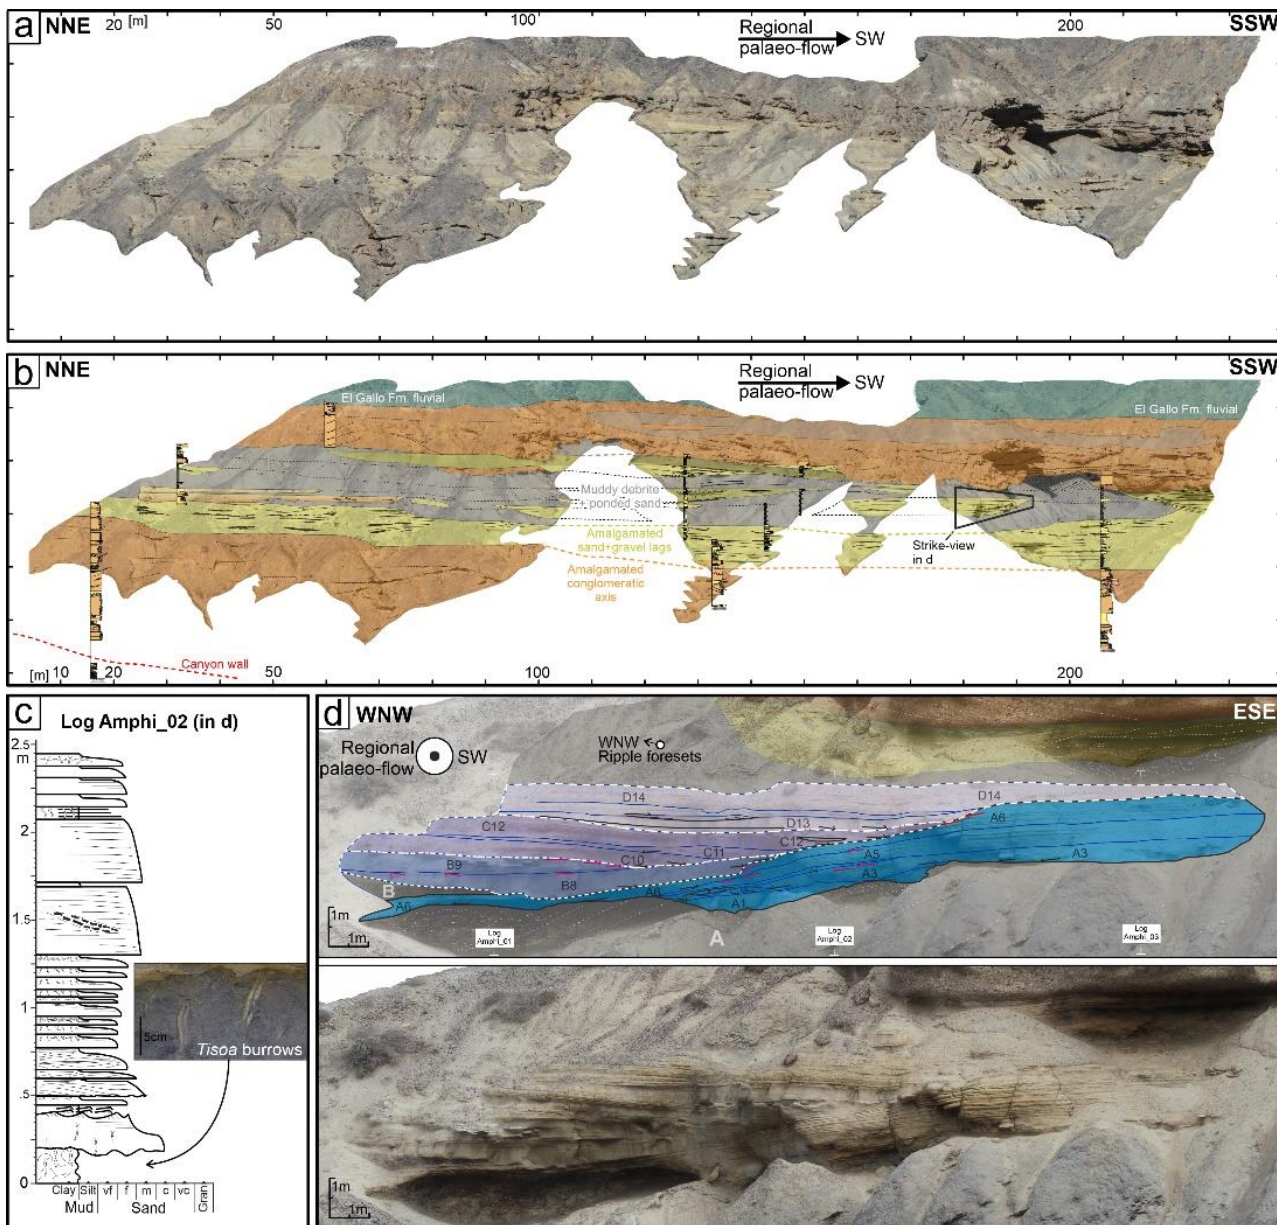 a
NNE
20 [m]
50
100
Regional
palaeo-flow
SW
200
SSW
b
NNE
El Gallo Fm. fluvial
Regional
palaeo-flow
SW
SSW
El Gallo Fm. fluvial
Muddy debrite
+ ponded sand
Amalgamated
sand+gravel lags
Amalgamated
conglomeratic
axis
Strike-view
in d
Canyon wall
[m] 10 20
50
100
200
c
Log Amphi_02 (in d)
2.5
m
2
1.5
1
.5
0
5cm
Tisoa burrows
Clay Silt vf f m c vc Gran
Mud Sand
d
WNW
ESE
Regional
palaeo-flow
SW
WNW
Ripple foresets
D14
D14
D13
C12
C12
C11
C10
B9
B8
B
A6
A6
A6
A5
A3
A3
A1
A
1m
1m
Log
Amphi_01
Log
Amphi_02
Log
Amphi_03
1m
1m